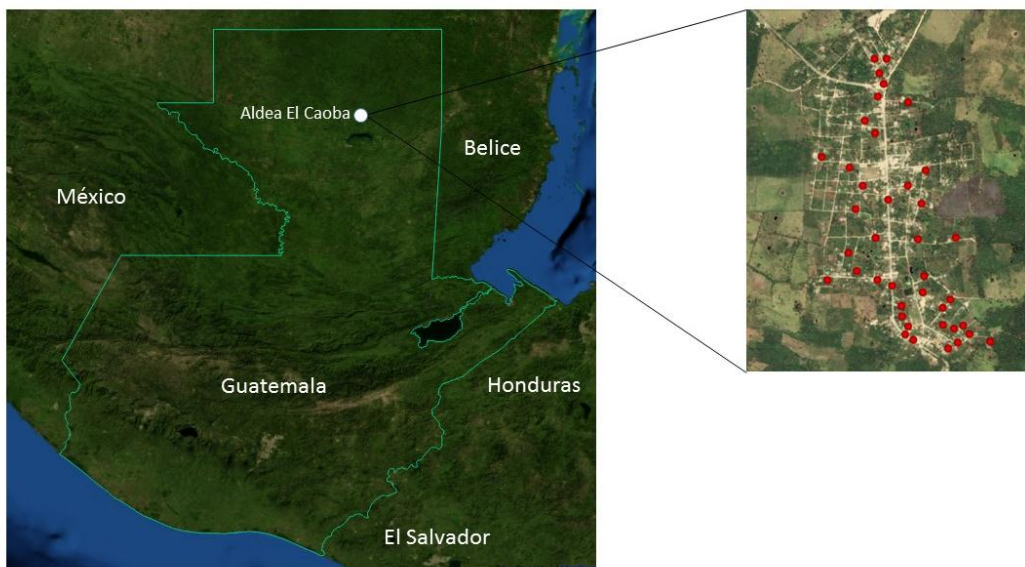 Aldea El Caoba
Belice
México
Guatemala
Honduras
El Salvador